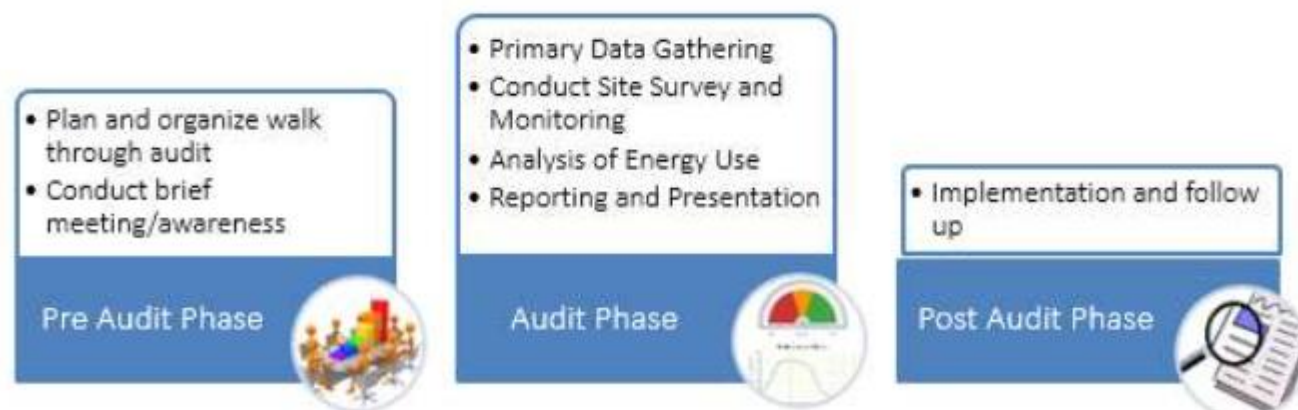 • Plan and organize walk
through audit
• Conduct brief
meeting/awareness
Pre Audit Phase
• Primary Data Gathering
• Conduct Site Survey and
Monitoring
• Analysis of Energy Use
• Reporting and Presentation
Audit Phase
• Implementation and follow
up
Post Audit Phase